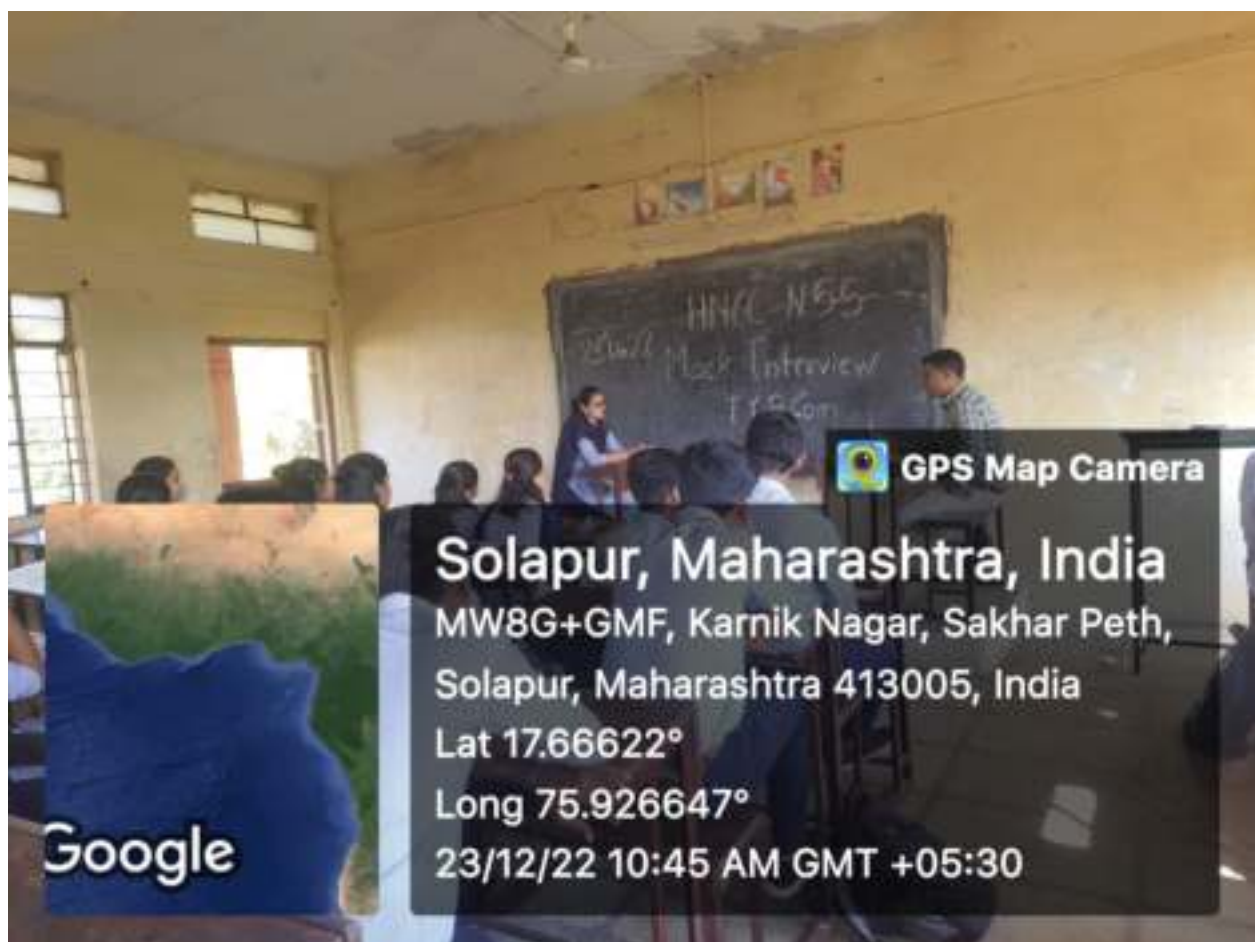 HNCC-NSS
Mock Interview
T.Y.B.Com
GPS Map Camera
Solapur, Maharashtra, India
MW8G+GMF, Karnik Nagar, Sakhar Peth,
Solapur, Maharashtra 413005, India
Lat 17.66622°
Long 75.926647°
23/12/22 10:45 AM GMT +05:30
Google